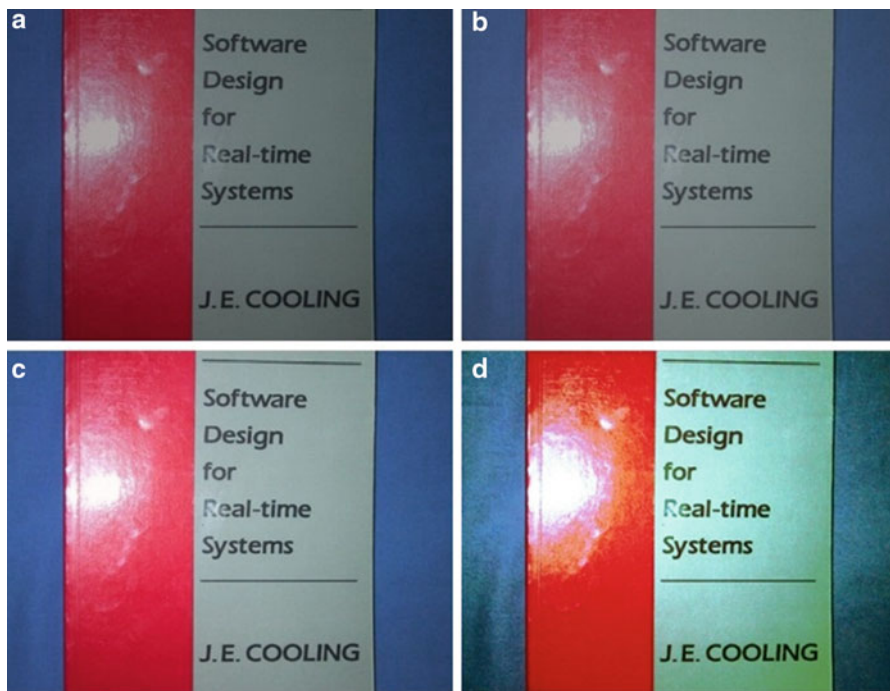 a
Software
Design
for
Real-time
Systems
J. E. COOLING
b
Software
Design
for
Real-time
Systems
J. E. COOLING
c
Software
Design
for
Real-time
Systems
J. E. COOLING
d
Software
Design
for
Real-time
Systems
J. E. COOLING